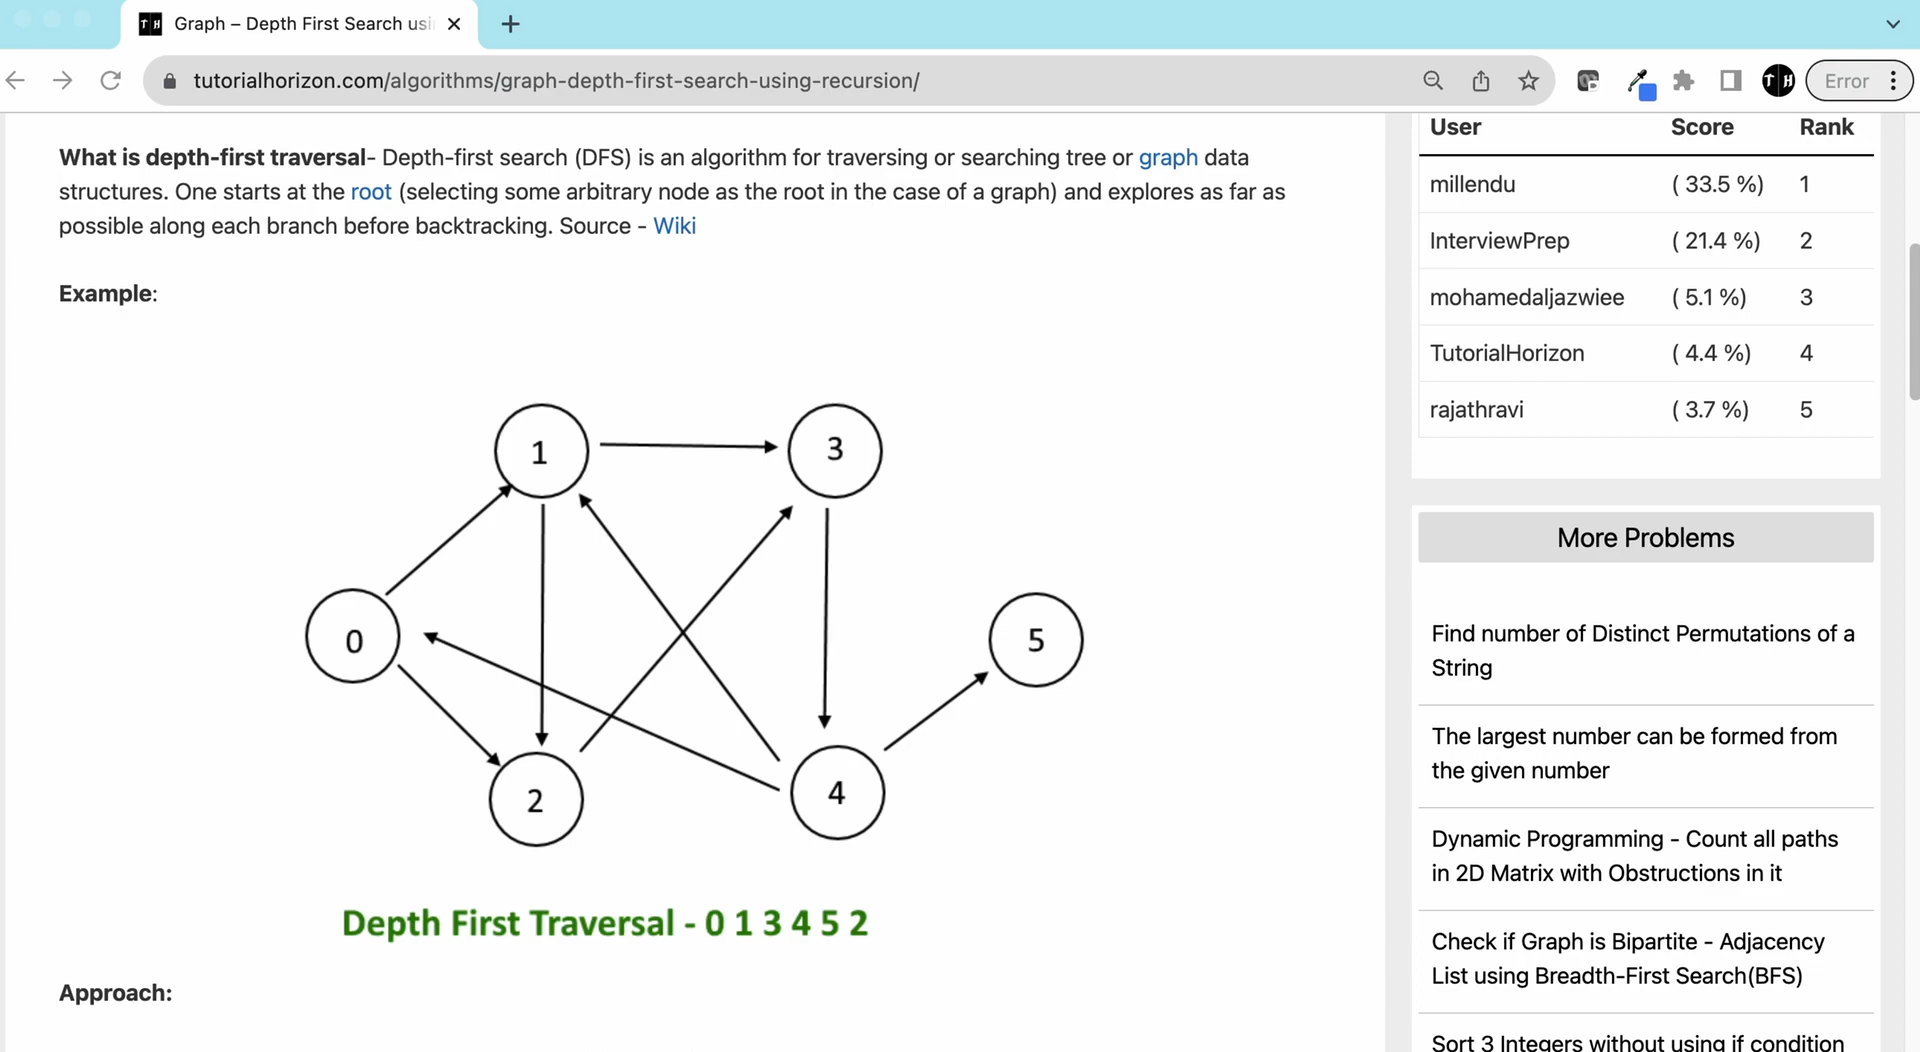 TH Graph – Depth First Search usi
tutorialhorizon.com/algorithms/graph-depth-first-search-using-recursion/
TH
Error
What is depth-first traversal- Depth-first search (DFS) is an algorithm for traversing or searching tree or graph data
structures. One starts at the root (selecting some arbitrary node as the root in the case of a graph) and explores as far as
possible along each branch before backtracking. Source - Wiki
Example:
1
3
0
5
2
4
Depth First Traversal - 0 1 3 4 5 2
Approach:
User Score Rank
millendu ( 33.5 %) 1
InterviewPrep ( 21.4 %) 2
mohamedaljazwiee ( 5.1 %) 3
TutorialHorizon ( 4.4 %) 4
rajathravi ( 3.7 %) 5
More Problems
Find number of Distinct Permutations of a
String
The largest number can be formed from
the given number
Dynamic Programming - Count all paths
in 2D Matrix with Obstructions in it
Check if Graph is Bipartite - Adjacency
List using Breadth-First Search(BFS)
Sort 3 Integers without using if condition